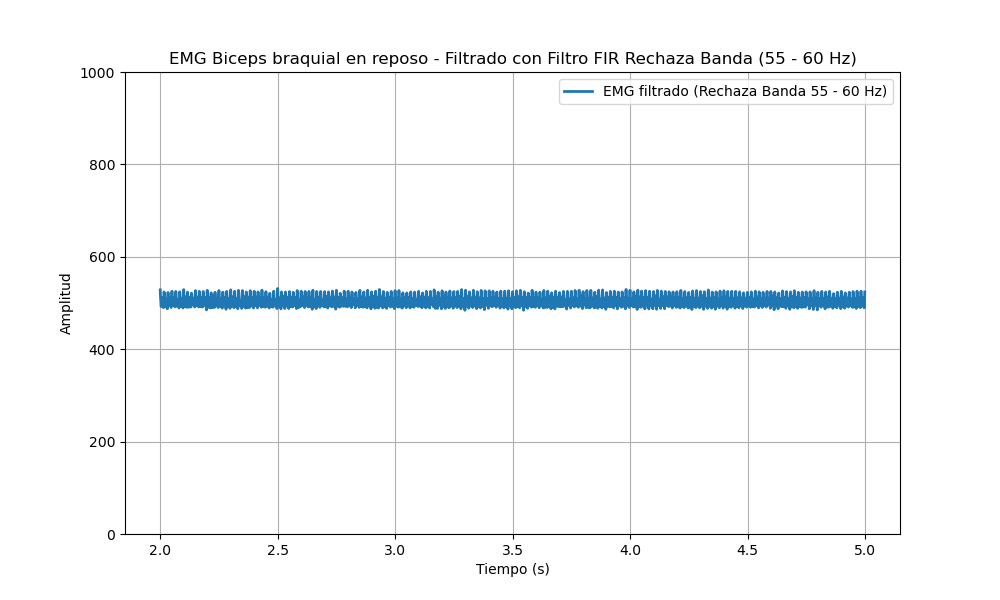 EMG Biceps braquial en reposo - Filtrado con Filtro FIR Rechaza Banda (55 - 60 Hz)
EMG filtrado (Rechaza Banda 55 - 60 Hz)
1000
800
600
400
200
0
Amplitud
2.0 2.5 3.0 3.5 4.0 4.5 5.0
Tiempo (s)